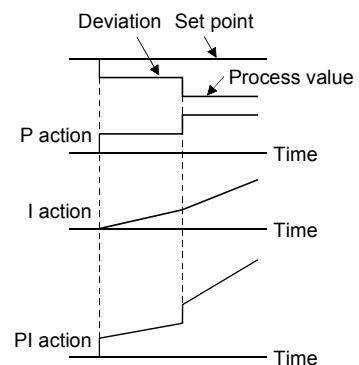 Deviation Set point
Process value
P action
Time
I action
Time
PI action
Time